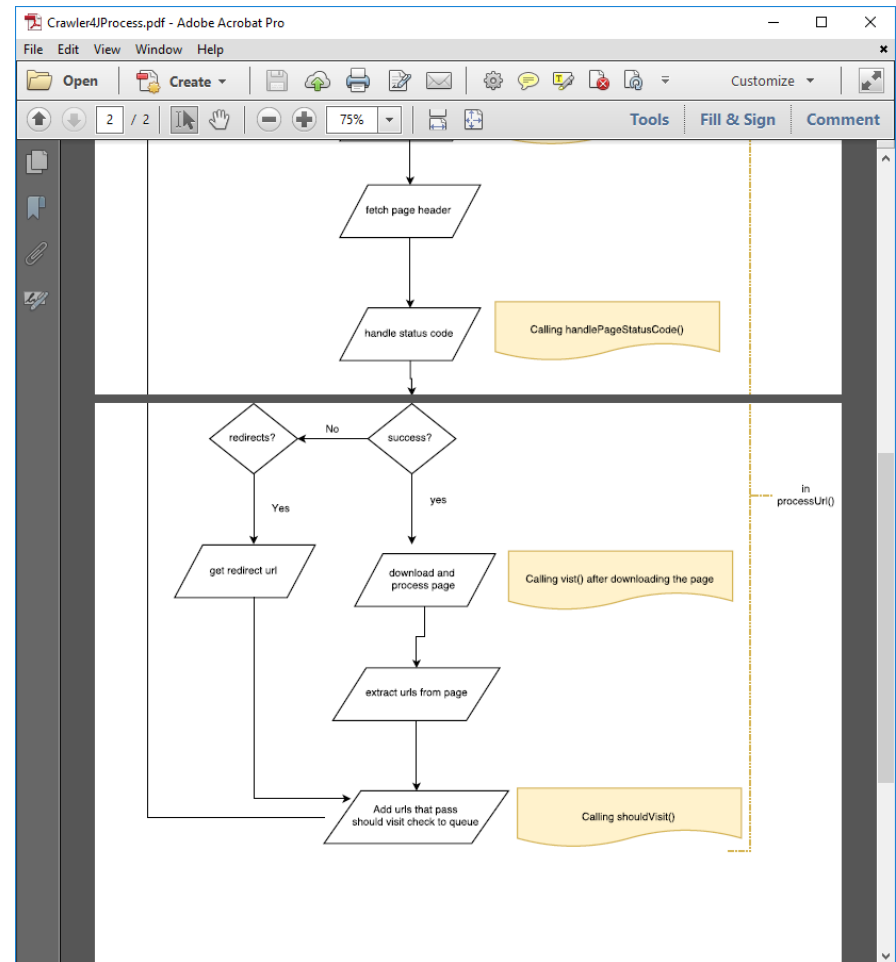 Crawler4JProcess.pdf - Adobe Acrobat Pro
File Edit View Window Help
Open Create Customize
2 / 2 75% Tools Fill & Sign Comment
fetch page header
handle status code
Calling handlePageStatusCode()
redirects?
No
success?
Yes
yes
in
processUrl()
get redirect url
download and
process page
Calling vist() after downloading the page
extract urls from page
Add urls that pass
should visit check to queue
Calling shouldVisit()